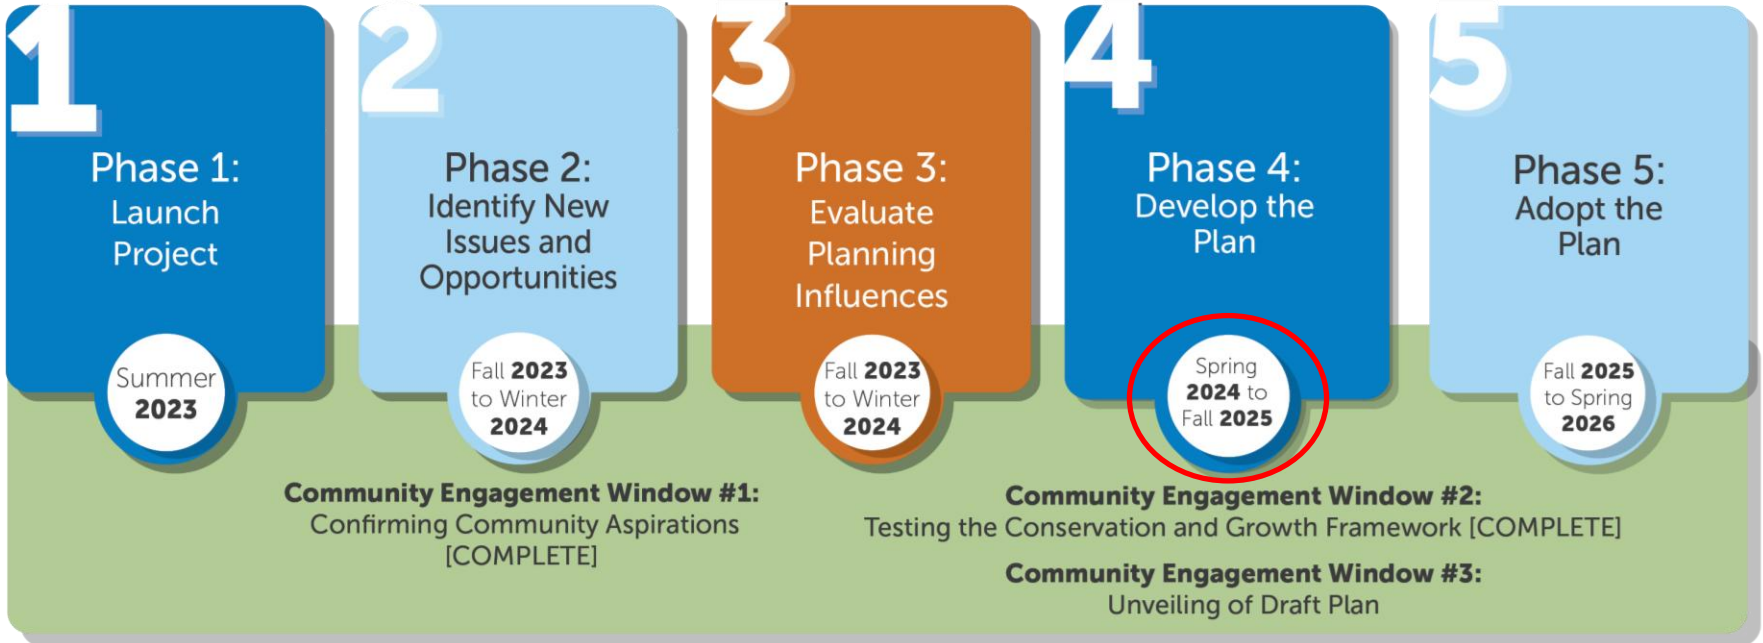 1
Phase 1:
Launch
Project
Summer
2023
2
Phase 2:
Identify New
Issues and
Opportunities
Fall 2023
to Winter
2024
3
Phase 3:
Evaluate
Planning
Influences
Fall 2023
to Winter
2024
4
Phase 4:
Develop the
Plan
Spring
2024 to
Fall 2025
5
Phase 5:
Adopt the
Plan
Fall 2025
to Spring
2026
Community Engagement Window #1:
Confirming Community Aspirations
[COMPLETE]
Community Engagement Window #2:
Testing the Conservation and Growth Framework [COMPLETE]
Community Engagement Window #3:
Unveiling of Draft Plan